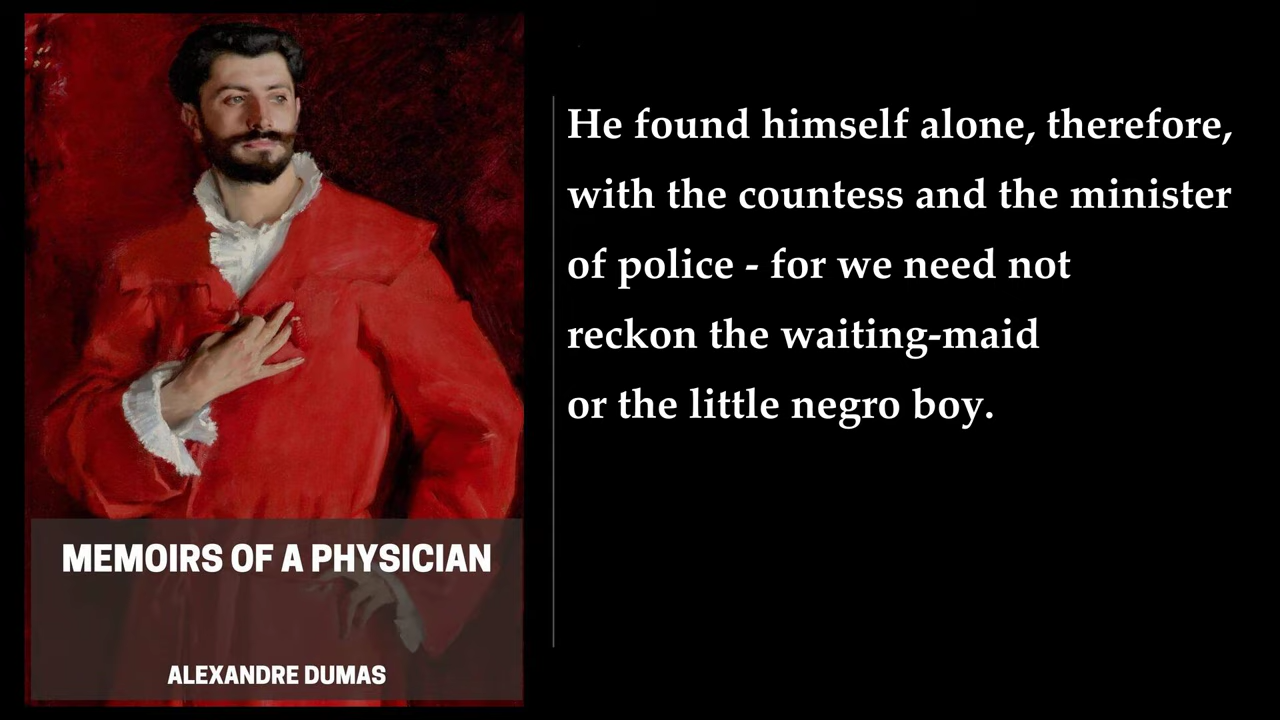 He found himself alone, therefore,
with the countess and the minister
of police - for we need not
reckon the waiting-maid
or the little negro boy.
MEMOIRS OF A PHYSICIAN
ALEXANDRE DUMAS